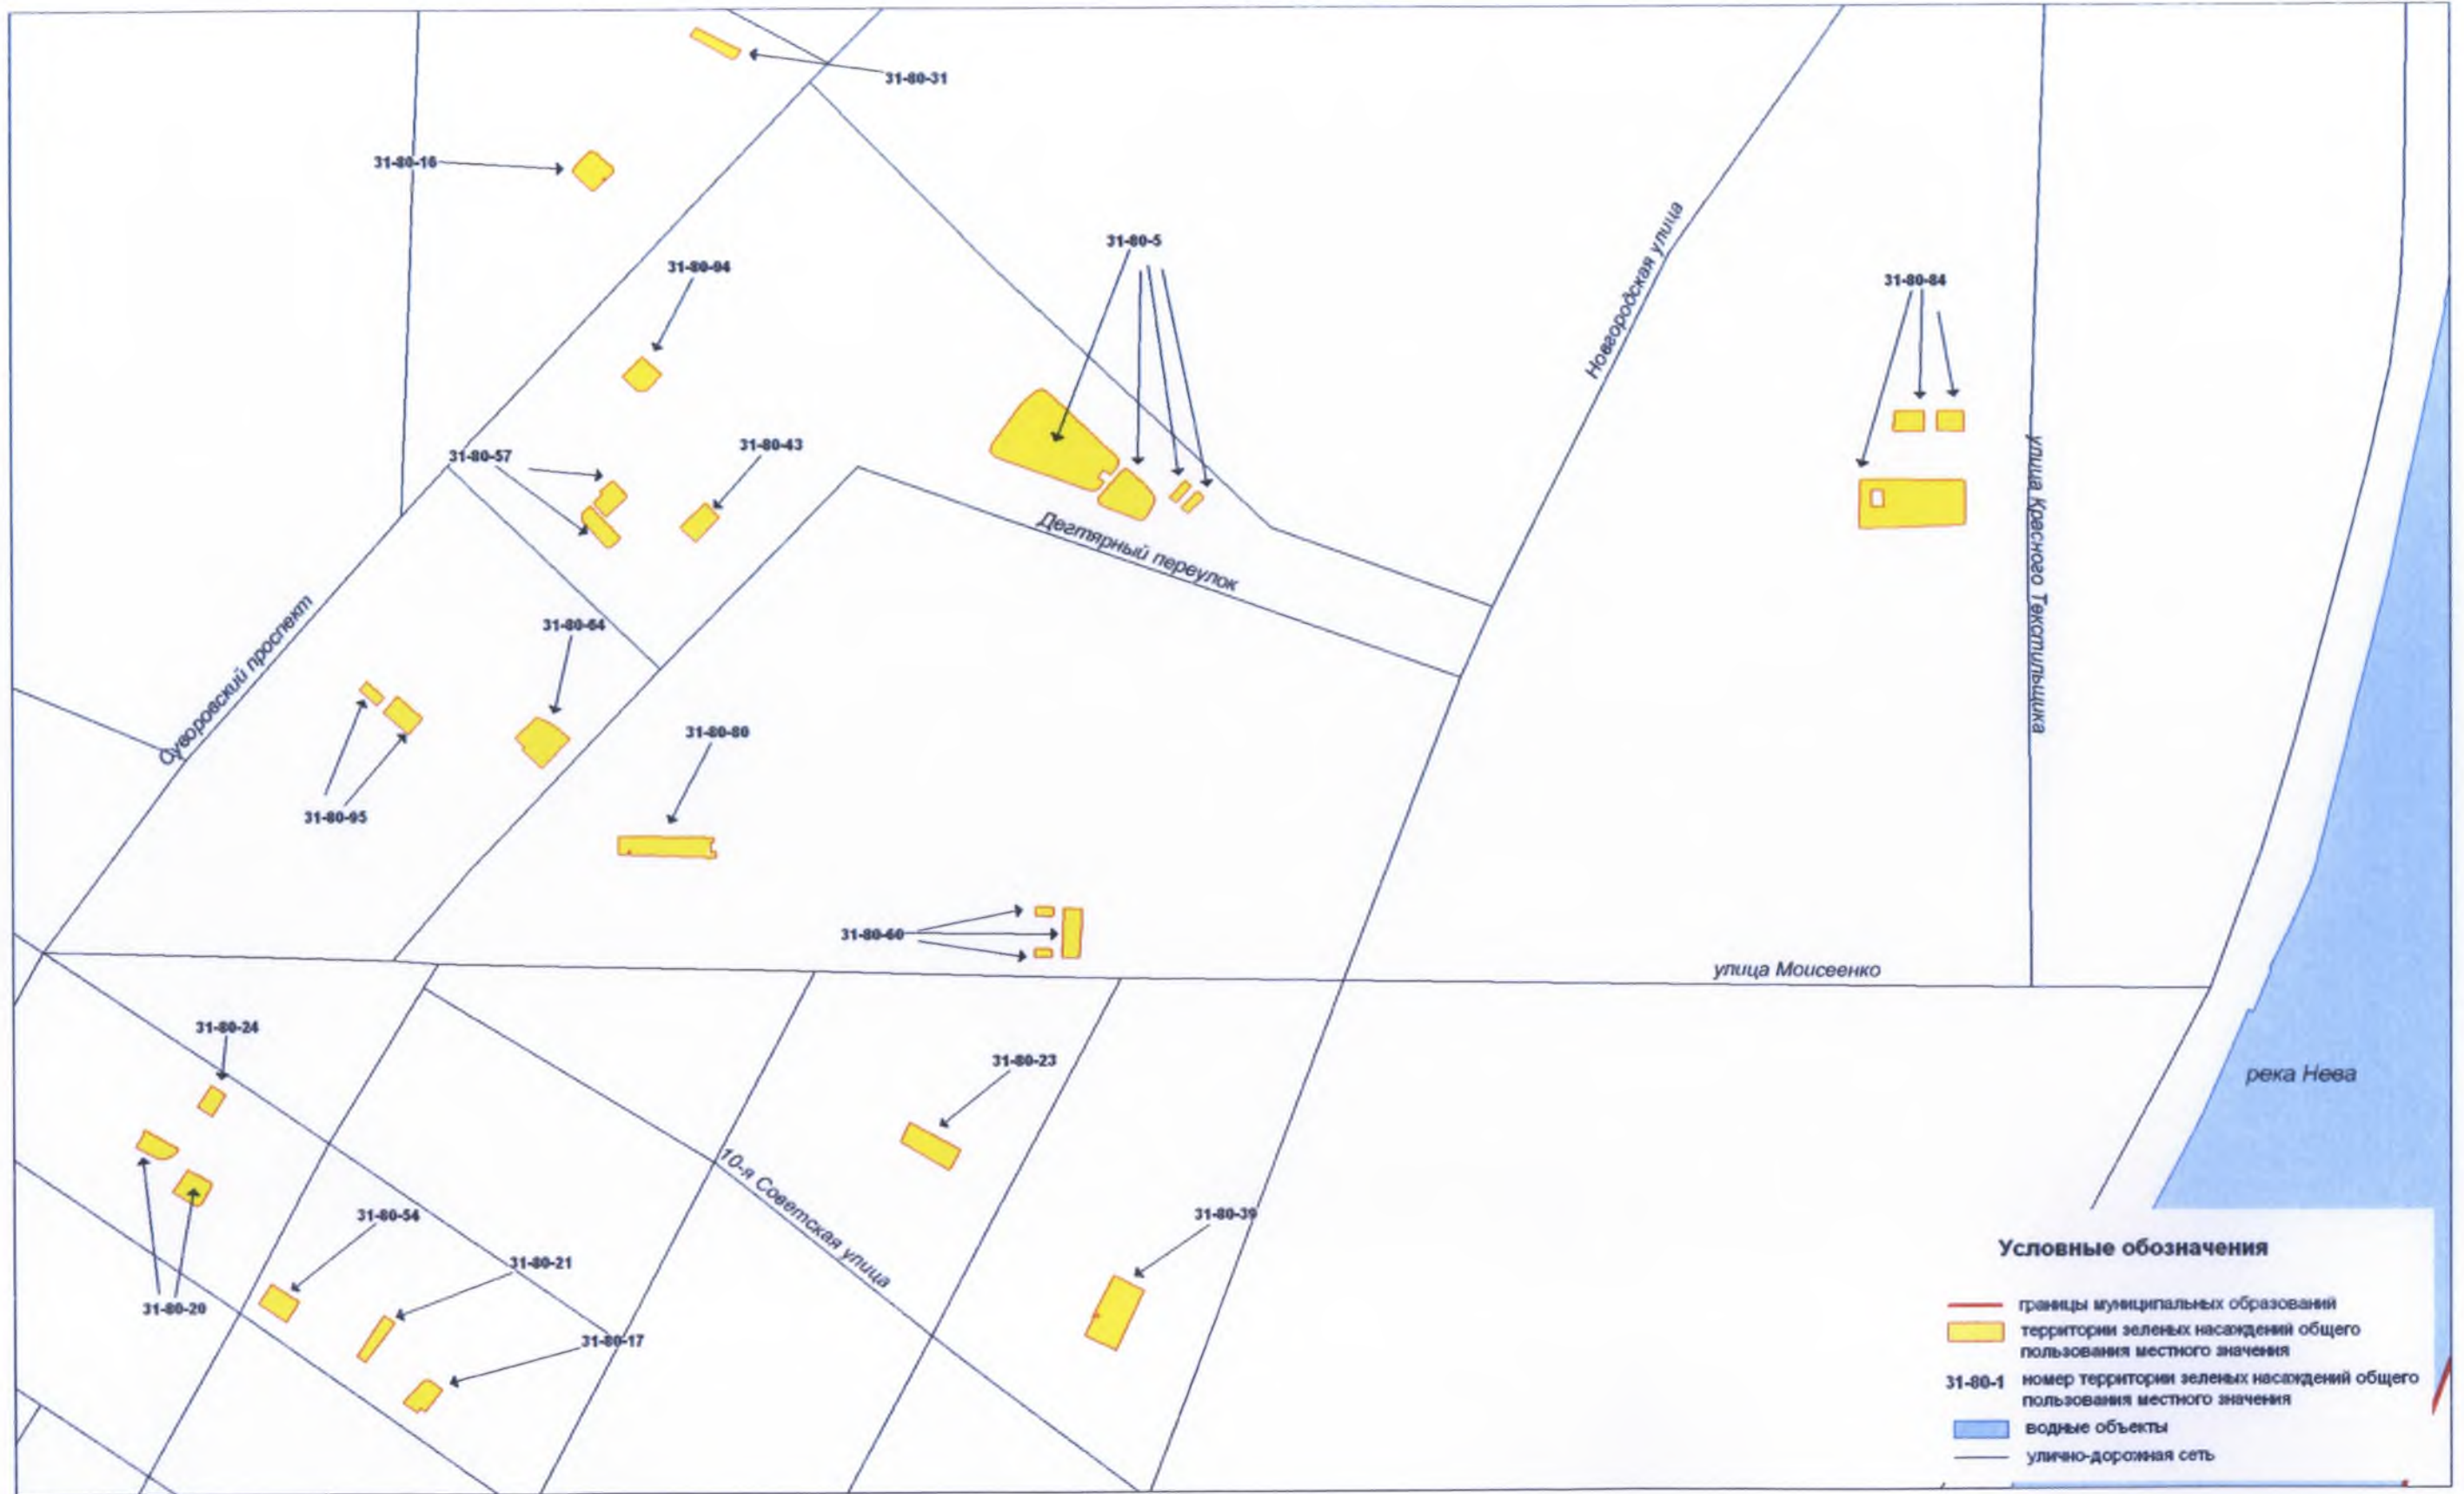 31-80-31
31-80-16
31-80-5
31-80-94
31-80-84
Новгородская улица
31-80-43
31-80-57
Дегтярный переулок
улица Красного Текстильщика
Суворовский проспект
31-80-64
31-80-80
31-80-95
31-80-60
улица Моисеенко
31-80-24
31-80-23
река Нева
10-я Советская улица
31-80-54
31-80-39
31-80-21
31-80-20
31-80-17
Условные обозначения
границы муниципальных образований
территории зеленых насаждений общего
пользования местного значения
31-80-1 номер территории зеленых насаждений общего
пользования местного значения
водные объекты
улично-дорожная сеть